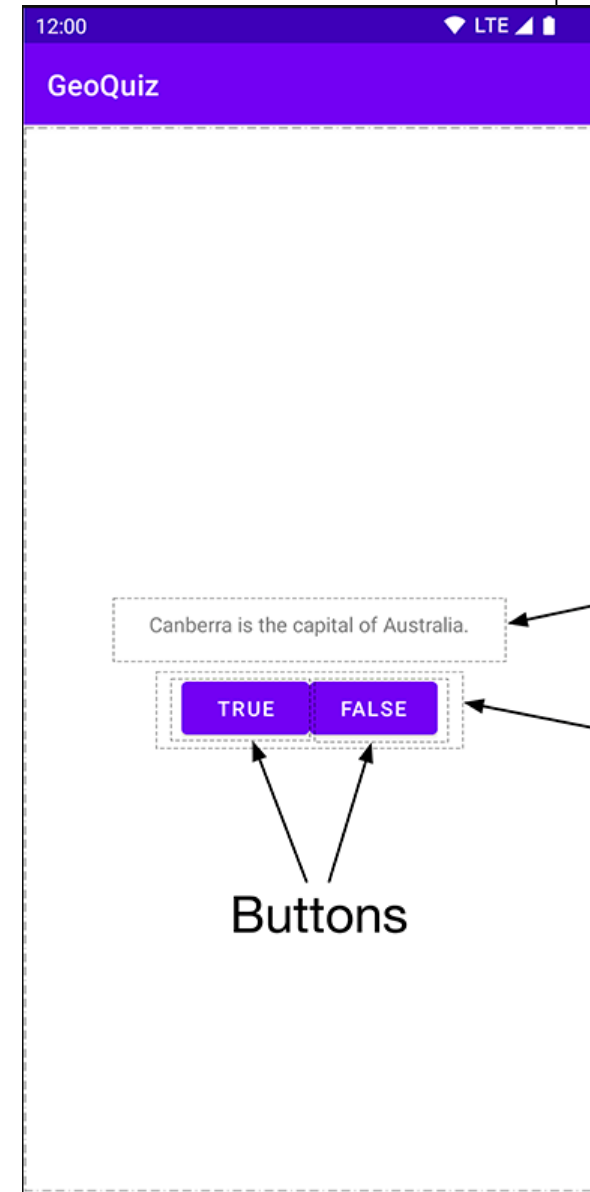 12:00 LTE
GeoQuiz
Canberra is the capital of Australia.
TRUE FALSE
Buttons